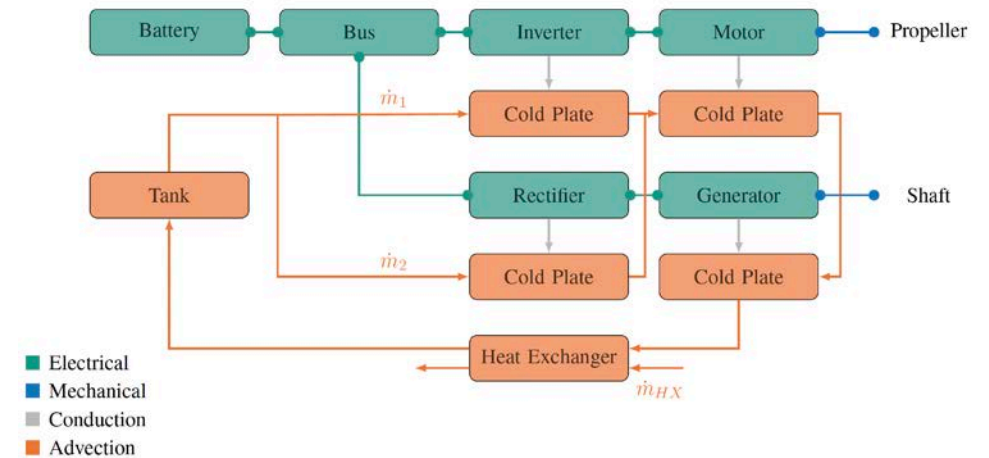 Battery
Bus
Inverter
Motor
Propeller
ṁ₁
Cold Plate
Cold Plate
Tank
Rectifier
Generator
Shaft
ṁ₂
Cold Plate
Cold Plate
Heat Exchanger
ṁ_HX
Electrical
Mechanical
Conduction
Advection